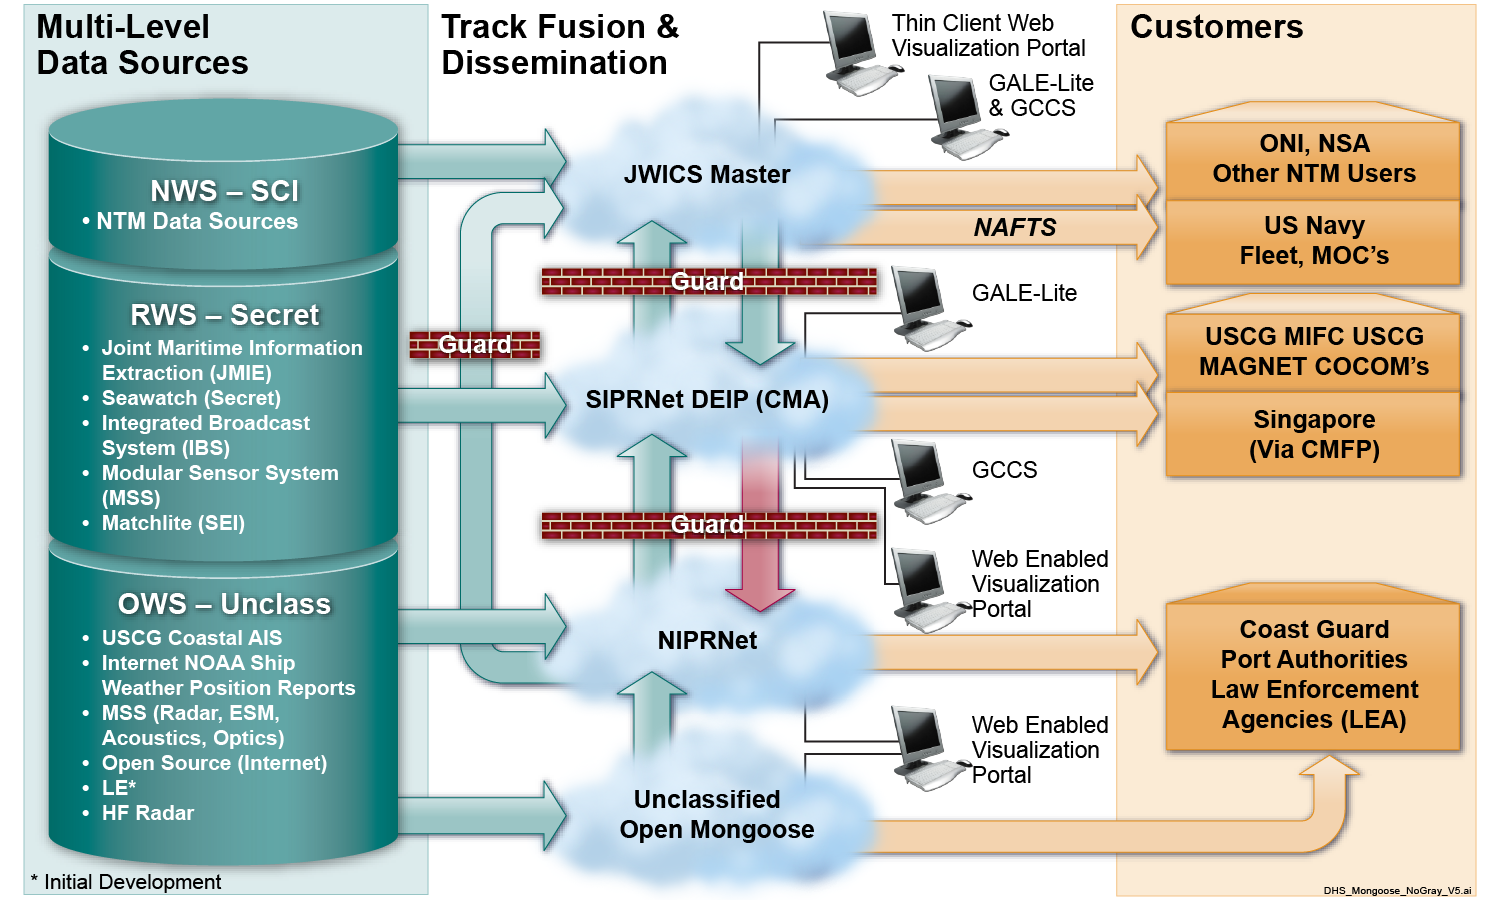 Multi-Level
Data Sources
NWS – SCI
• NTM Data Sources
RWS – Secret
• Joint Maritime Information
Extraction (JMIE)
• Seawatch (Secret)
• Integrated Broadcast
System (IBS)
• Modular Sensor System
(MSS)
• Matchlite (SEI)
OWS – Unclass
• USCG Coastal AIS
• Internet NOAA Ship
Weather Position Reports
• MSS (Radar, ESM,
Acoustics, Optics)
• Open Source (Internet)
• LE*
• HF Radar
* Initial Development
Track Fusion &
Dissemination
Thin Client Web
Visualization Portal
GALE-Lite
& GCCS
JWICS Master
NAFTS
Guard
Guard
GALE-Lite
SIPRNet DEIP (CMA)
GCCS
Guard
Web Enabled
Visualization
Portal
NIPRNet
Web Enabled
Visualization
Portal
Unclassified
Open Mongoose
Customers
ONI, NSA
Other NTM Users
US Navy
Fleet, MOC’s
USCG MIFC USCG
MAGNET COCOM’s
Singapore
(Via CMFP)
Coast Guard
Port Authorities
Law Enforcement
Agencies (LEA)
DHS_Mongoose_NoGray_V5.ai